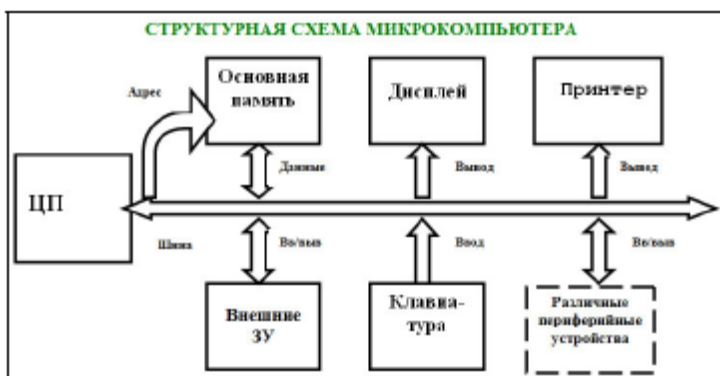 СТРУКТУРНАЯ СХЕМА МИКРОКОМПЬЮТЕРА
Адрес
Основная
память
Дисплей
Принтер
ЦП
Данные
Вывод
Вывод
Шина
Вв/выв
Ввод
Вв/выв
Внешние
ЗУ
Клавиа-
тура
Различные
периферийные
устройства